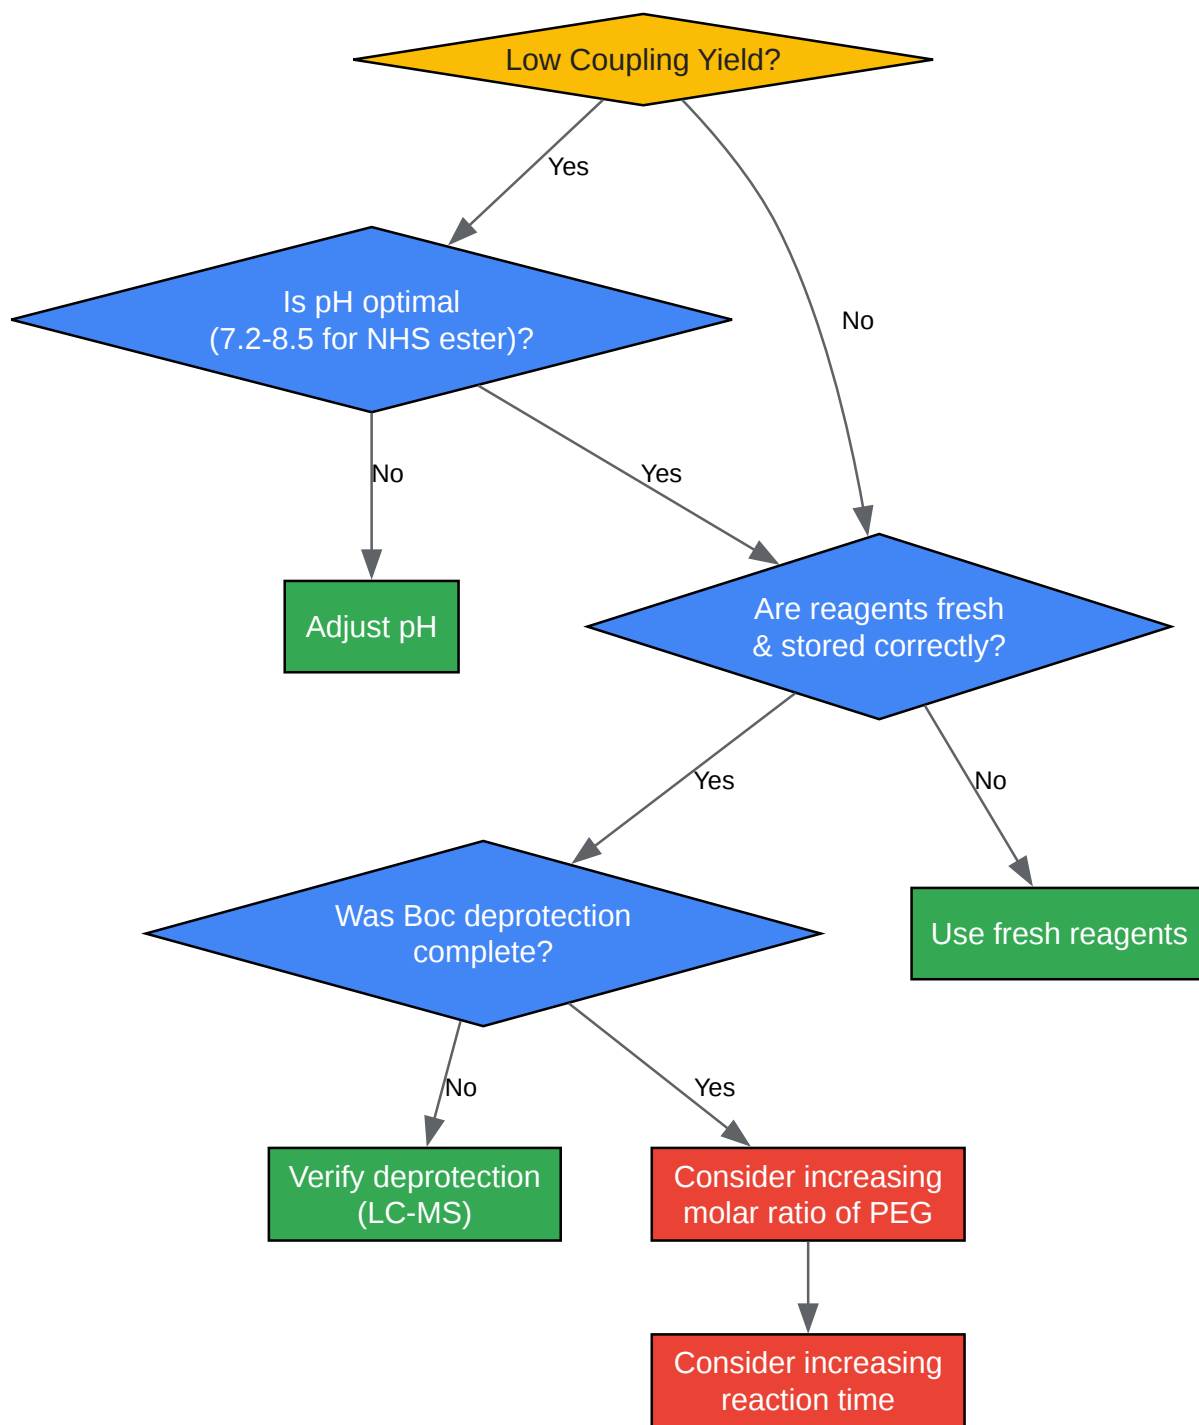 Low Coupling Yield?
Yes
No
Is pH optimal
(7.2-8.5 for NHS ester)?
No
Yes
Adjust pH
Are reagents fresh
& stored correctly?
Yes
No
Was Boc deprotection
complete?
Use fresh reagents
No
Yes
Verify deprotection
(LC-MS)
Consider increasing
molar ratio of PEG
Consider increasing
reaction time